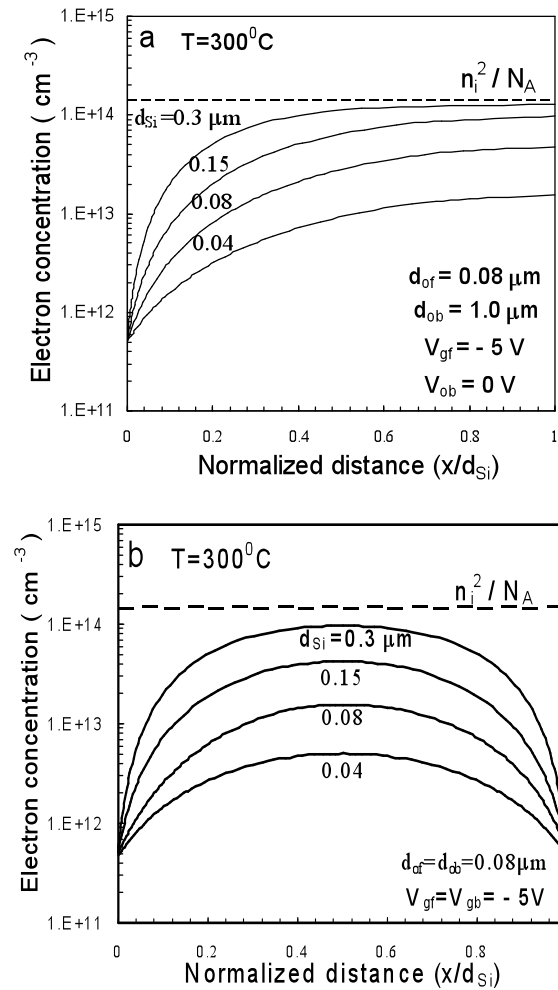 1.E+15
a T=300⁰C
n_i² / N_A
1.E+14
d_Si = 0.3 µm
0.15
0.08
1.E+13
0.04
d_of = 0.08 µm
d_ob = 1.0 µm
1.E+12
V_gf = - 5 V
V_ob = 0 V
1.E+11
Electron concentration ( cm⁻³ )
0 0.2 0.4 0.6 0.8 1
Normalized distance (x/d_Si)
1.E+15
b T=300⁰C
n_i² / N_A
1.E+14
d_Si =0.3 µm
0.15
1.E+13
0.08
0.04
1.E+12
d_of=d_ob=0.08µm
V_gf=V_gb= - 5V
1.E+11
Electron concentration ( cm⁻³ )
0 0.2 0.4 0.6 0.8
Normalized distance (x/d_Si)